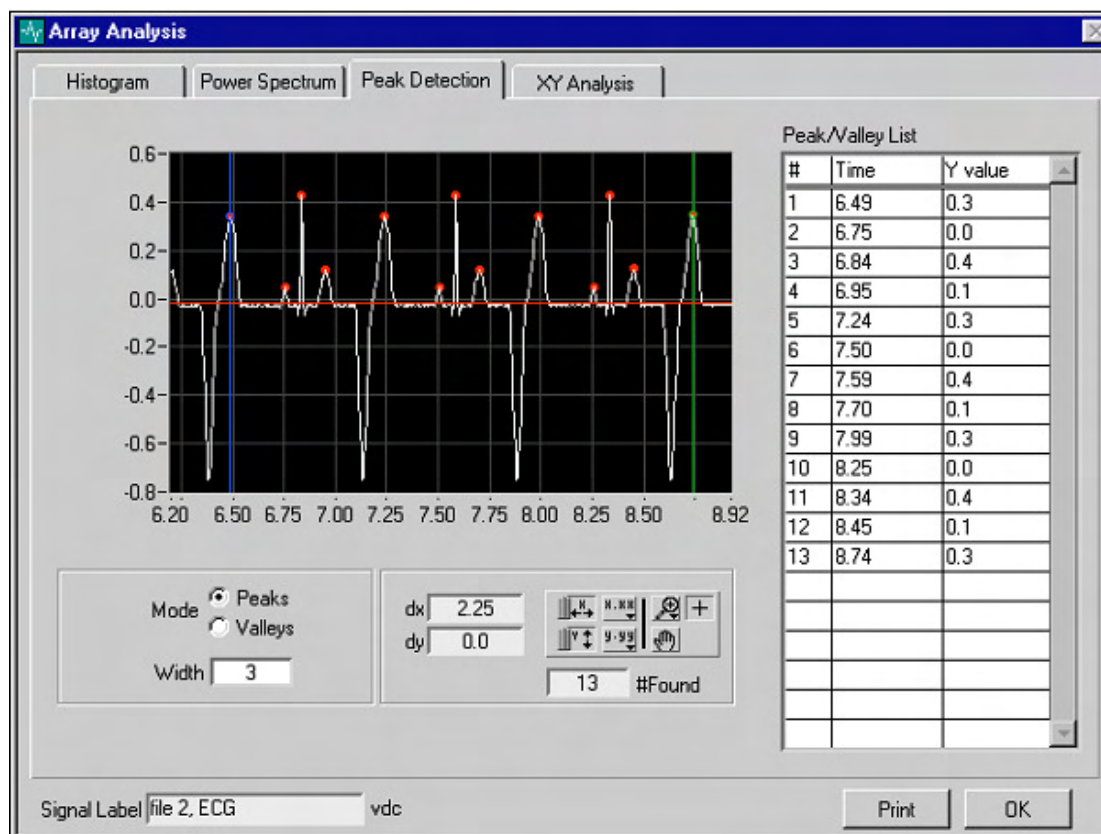 Array Analysis
Histogram Power Spectrum Peak Detection XY Analysis
0.6
0.4
0.2
0.0
-0.2
-0.4
-0.6
-0.8
6.20 6.50 6.75 7.00 7.25 7.50 7.75 8.00 8.25 8.50 8.92
Peak/Valley List
# Time Y value
1 6.49 0.3
2 6.75 0.0
3 6.84 0.4
4 6.95 0.1
5 7.24 0.3
6 7.50 0.0
7 7.59 0.4
8 7.70 0.1
9 7.99 0.3
10 8.25 0.0
11 8.34 0.4
12 8.45 0.1
13 8.74 0.3
Mode Peaks
Valleys
Width 3
dx 2.25
dy 0.0
X X.XX
Y Y.YY
13 #Found
Signal Label file 2, ECG vdc
Print OK